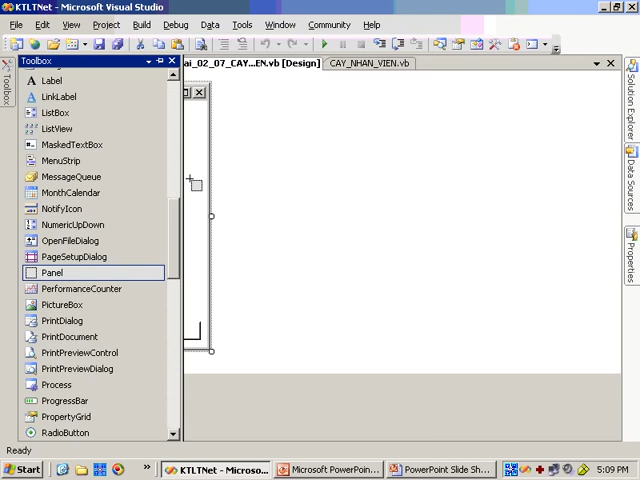 KTLTNet - Microsoft Visual Studio
File Edit View Project Build Debug Data Tools Window Community Help
Toolbox
ai_02_07_CAY...EN.vb [Design] CAY_NHAN_VIEN.vb
Toolbox
Label
LinkLabel
ListBox
ListView
MaskedTextBox
MenuStrip
MessageQueue
MonthCalendar
NotifyIcon
NumericUpDown
OpenFileDialog
PageSetupDialog
Panel
PerformanceCounter
PictureBox
PrintDialog
PrintDocument
PrintPreviewControl
PrintPreviewDialog
Process
ProgressBar
PropertyGrid
RadioButton
Solution Explorer
Data Sources
Properties
Ready
Start
KTLTNet - Microso...
Microsoft PowerPoin...
PowerPoint Slide Sh...
5:09 PM